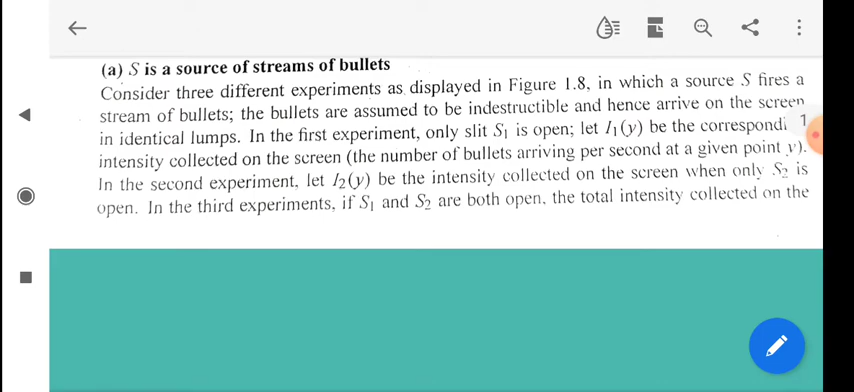 (a) S is a source of streams of bullets
Consider three different experiments as displayed in Figure 1.8, in which a source S fires a
stream of bullets; the bullets are assumed to be indestructible and hence arrive on the screen
in identical lumps. In the first experiment, only slit S₁ is open; let I₁(y) be the correspondi 1
intensity collected on the screen (the number of bullets arriving per second at a given point y).
In the second experiment, let I₂(y) be the intensity collected on the screen when only S₂ is
open. In the third experiments, if S₁ and S₂ are both open, the total intensity collected on the